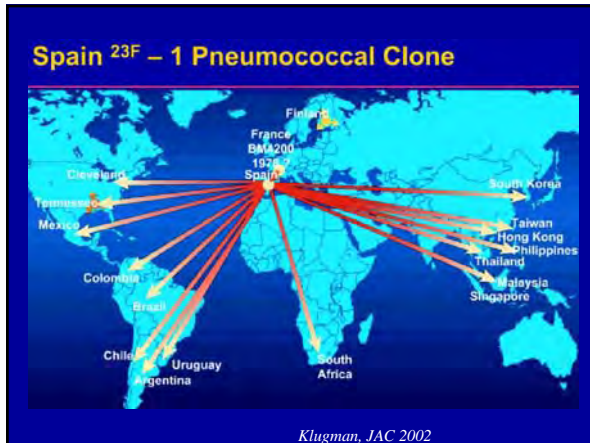 Spain 23F – 1 Pneumococcal Clone
Finland
France
BM4200
1978 ?
Spain
Cleveland
Tennessee
Mexico
Colombia
Brazil
Chile
Argentina
Uruguay
South
Africa
South Korea
Taiwan
Hong Kong
Philippines
Thailand
Malaysia
Singapore
Klugman, JAC 2002